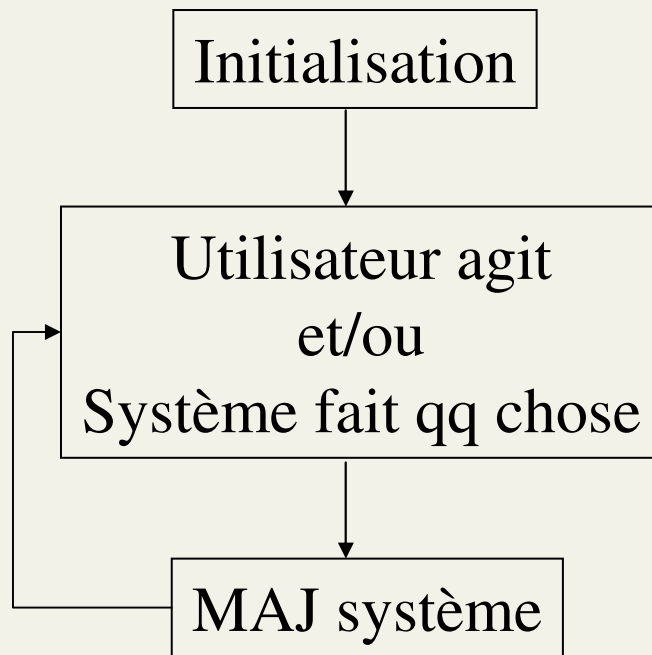 Initialisation
Utilisateur agit
et/ou
Système fait qq chose
MAJ système